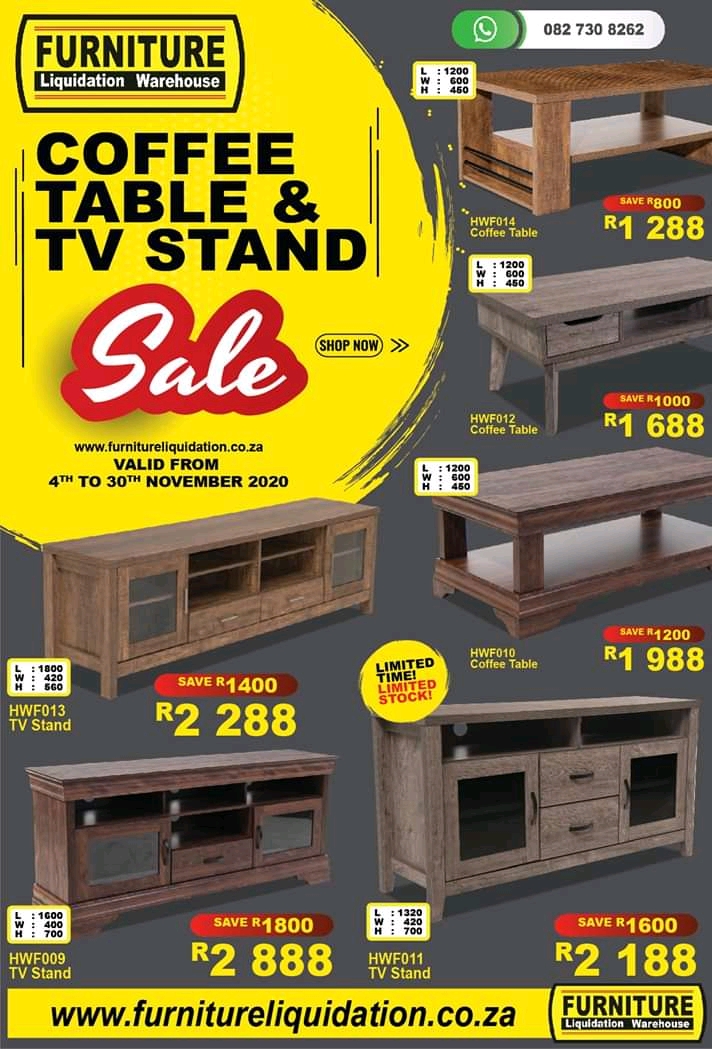 FURNITURE
Liquidation Warehouse
082 730 8262
COFFEE
TABLE &
TV STAND
Sale
SHOP NOW >>
www.furnitureliquidation.co.za
VALID FROM
4TH TO 30TH NOVEMBER 2020
L : 1200
W : 600
H : 450
HWF014
Coffee Table
SAVE R800
R1 288
L : 1200
W : 600
H : 450
HWF012
Coffee Table
SAVE R1000
R1 688
L : 1200
W : 600
H : 450
HWF010
Coffee Table
SAVE R1200
R1 988
L : 1800
W : 420
H : 560
HWF013
TV Stand
SAVE R1400
R2 288
LIMITED
TIME!
LIMITED
STOCK!
L : 1600
W : 400
H : 700
HWF009
TV Stand
SAVE R1800
R2 888
L : 1320
W : 420
H : 700
HWF011
TV Stand
SAVE R1600
R2 188
www.furnitureliquidation.co.za
FURNITURE
Liquidation Warehouse